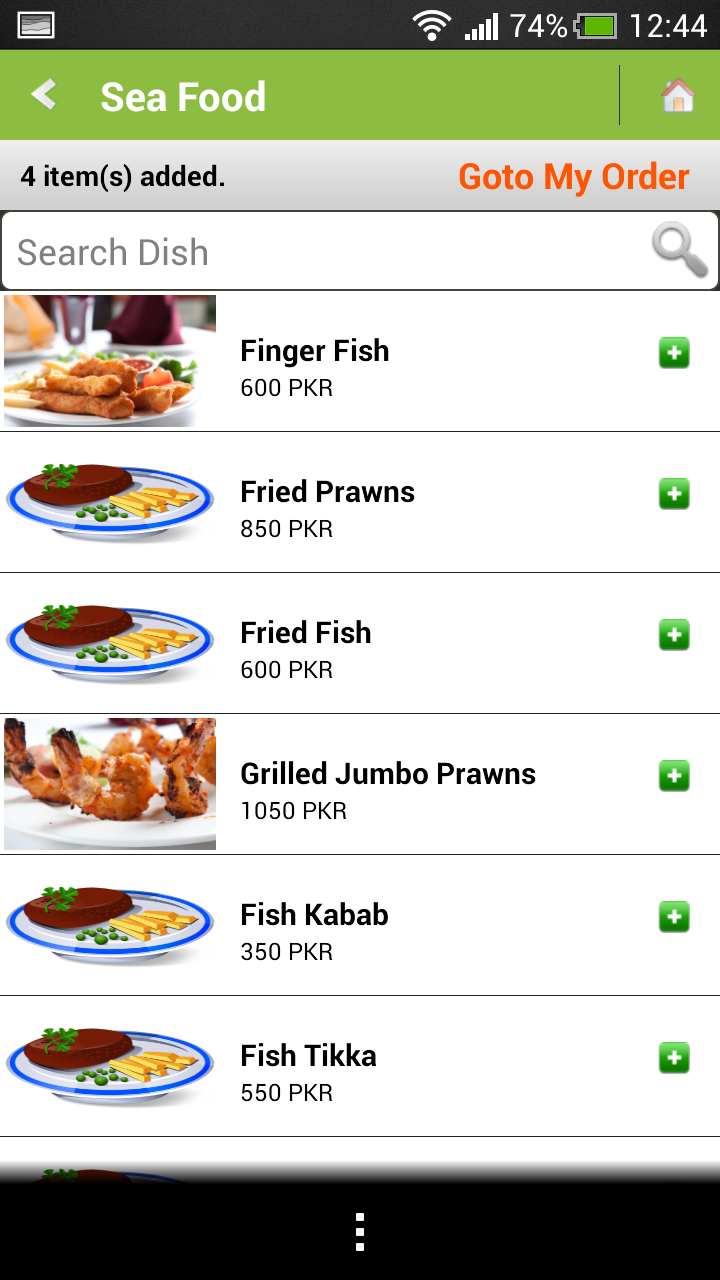 74% 12:44
Sea Food
4 item(s) added. Goto My Order
Search Dish
Finger Fish
600 PKR
Fried Prawns
850 PKR
Fried Fish
600 PKR
Grilled Jumbo Prawns
1050 PKR
Fish Kabab
350 PKR
Fish Tikka
550 PKR